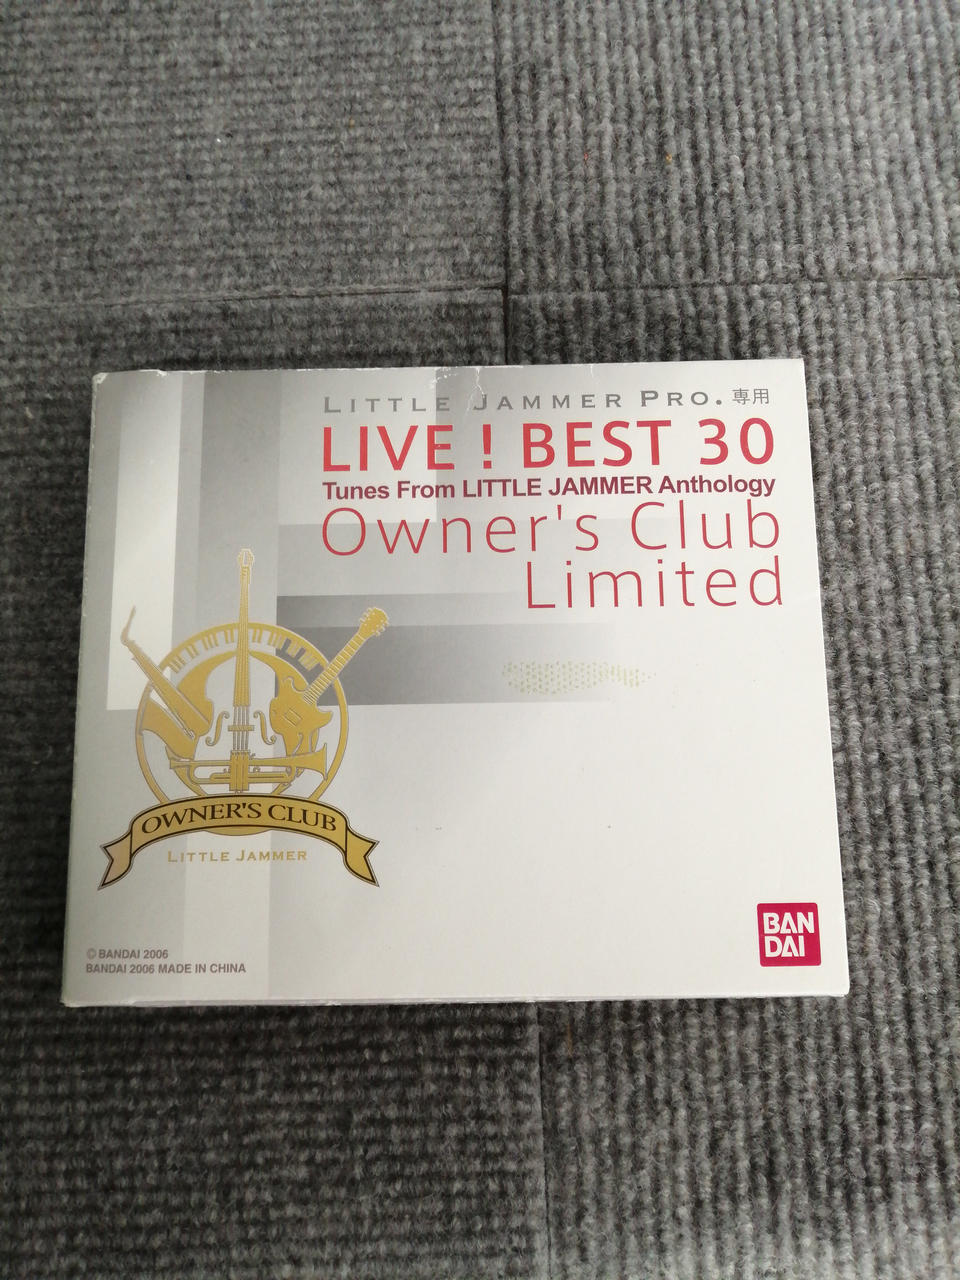 LITTLE JAMMER PRO. 専用
LIVE ! BEST 30
Tunes From LITTLE JAMMER Anthology
Owner's Club
Limited
OWNER'S CLUB
LITTLE JAMMER
© BANDAI 2006
BANDAI 2006 MADE IN CHINA
BAN
DAI